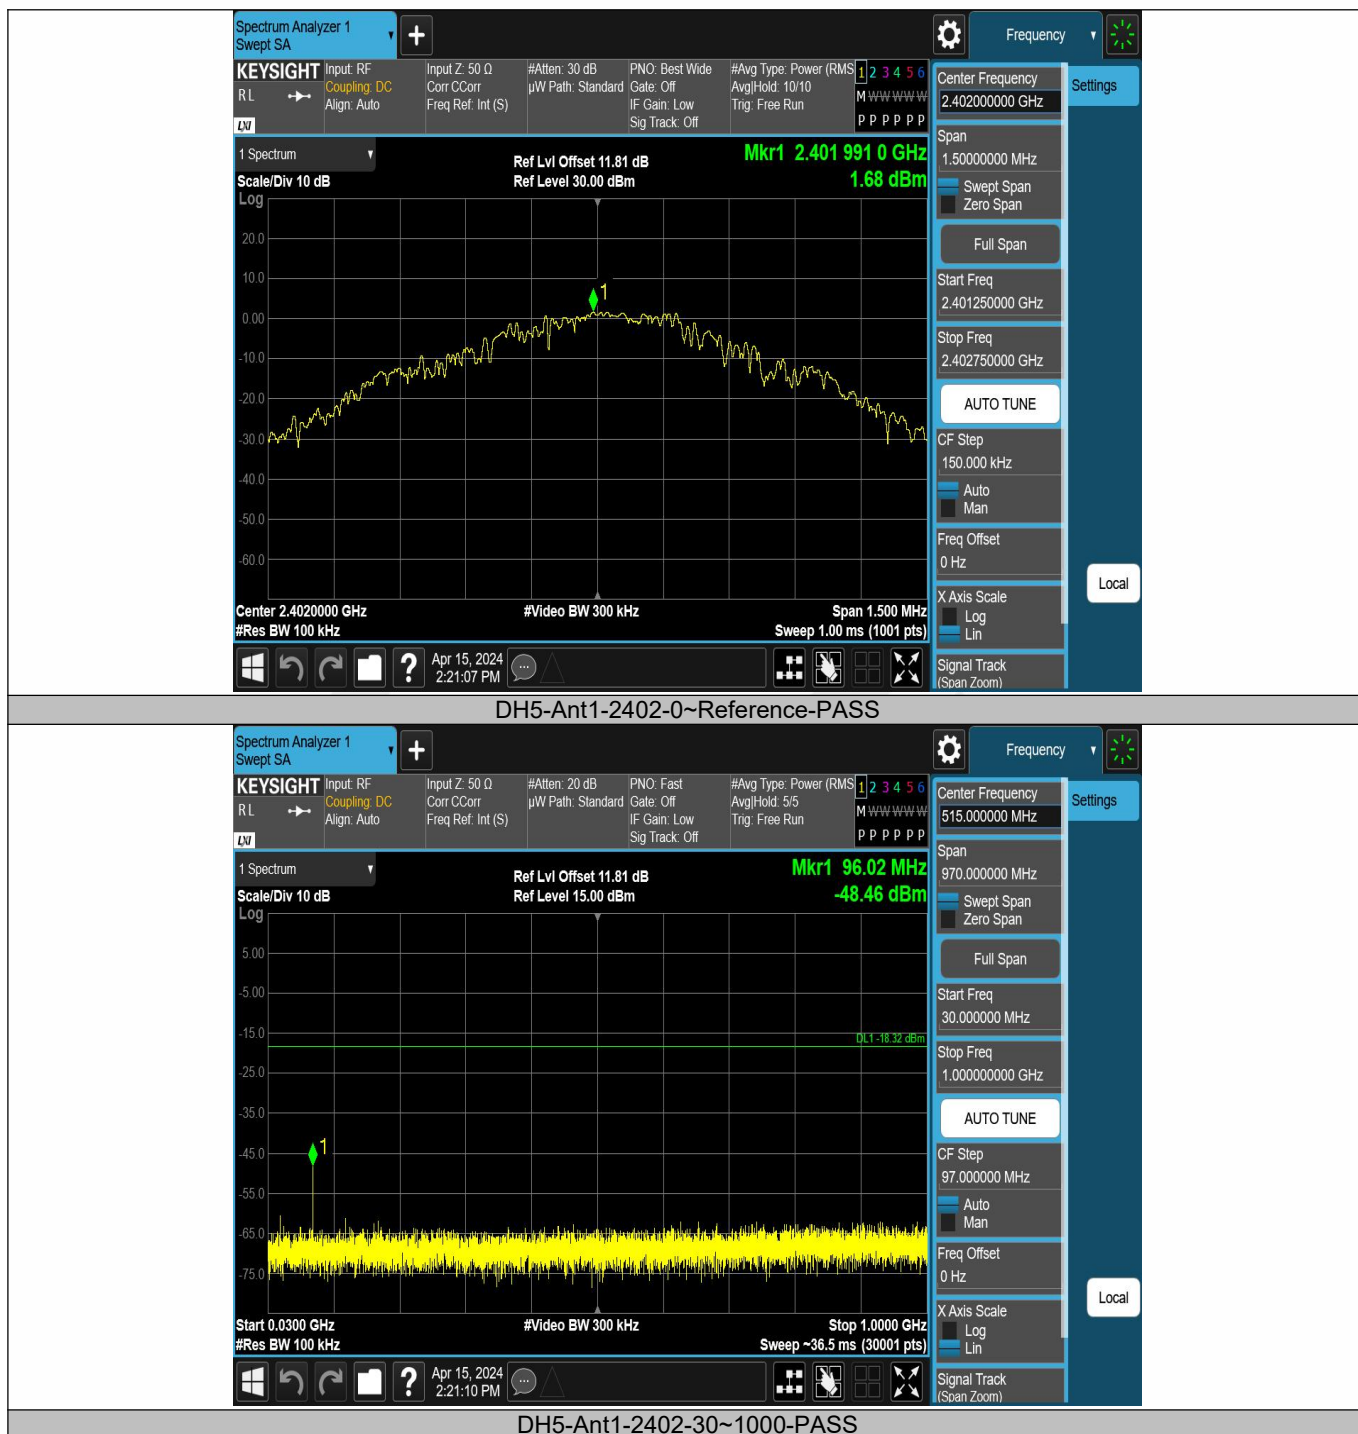 Spectrum Analyzer 1
Swept SA
+
Frequency
KEYSIGHT
RL
LXI
Input: RF
Coupling: DC
Align: Auto
Input Z: 50 Ω
Corr CCorr
Freq Ref: Int (S)
#Atten: 30 dB
µW Path: Standard
PNO: Best Wide
Gate: Off
IF Gain: Low
Sig Track: Off
#Avg Type: Power (RMS
Avg|Hold: 10/10
Trig: Free Run
1 2 3 4 5 6
M W W W W W
P P P P P P
1 Spectrum
Scale/Div 10 dB
Log
Ref Lvl Offset 11.81 dB
Ref Level 30.00 dBm
Mkr1 2.401 991 0 GHz
1.68 dBm
20.0
10.0
1
0.00
-10.0
-20.0
-30.0
-40.0
-50.0
-60.0
Center 2.4020000 GHz
#Res BW 100 kHz
#Video BW 300 kHz
Span 1.500 MHz
Sweep 1.00 ms (1001 pts)
Center Frequency
2.402000000 GHz
Settings
Span
1.50000000 MHz
Swept Span
Zero Span
Full Span
Start Freq
2.401250000 GHz
Stop Freq
2.402750000 GHz
AUTO TUNE
CF Step
150.000 kHz
Auto
Man
Freq Offset
0 Hz
Local
X Axis Scale
Log
Lin
Signal Track
(Span Zoom)
?
Apr 15, 2024
2:21:07 PM
DH5-Ant1-2402-0~Reference-PASS
Spectrum Analyzer 1
Swept SA
+
Frequency
KEYSIGHT
RL
LXI
Input: RF
Coupling: DC
Align: Auto
Input Z: 50 Ω
Corr CCorr
Freq Ref: Int (S)
#Atten: 20 dB
µW Path: Standard
PNO: Fast
Gate: Off
IF Gain: Low
Sig Track: Off
#Avg Type: Power (RMS
Avg|Hold: 5/5
Trig: Free Run
1 2 3 4 5 6
M W W W W W
P P P P P P
1 Spectrum
Scale/Div 10 dB
Log
Ref Lvl Offset 11.81 dB
Ref Level 15.00 dBm
Mkr1 96.02 MHz
-48.46 dBm
5.00
-5.00
-15.0
DL1 -18.32 dBm
-25.0
-35.0
-45.0
1
-55.0
-65.0
-75.0
Start 0.0300 GHz
#Res BW 100 kHz
#Video BW 300 kHz
Stop 1.0000 GHz
Sweep ~36.5 ms (30001 pts)
Center Frequency
515.000000 MHz
Settings
Span
970.000000 MHz
Swept Span
Zero Span
Full Span
Start Freq
30.000000 MHz
Stop Freq
1.000000000 GHz
AUTO TUNE
CF Step
97.000000 MHz
Auto
Man
Freq Offset
0 Hz
Local
X Axis Scale
Log
Lin
Signal Track
(Span Zoom)
?
Apr 15, 2024
2:21:10 PM
DH5-Ant1-2402-30~1000-PASS